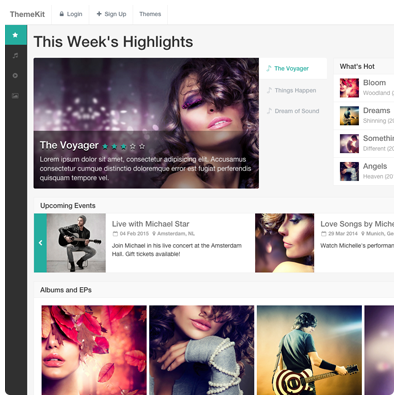 ThemeKit Login Sign Up Themes
This Week's Highlights
The Voyager
Lorem ipsum dolor sit amet, consectetur adipisicing elit. Accusamus
consectetur cumque distinctio doloremque error est fugiat perferendis
quisquam tempore vel.
The Voyager
Things Happen
Dream of Sound
What's Hot
Bloom
Woodland (2
Dreams
Shinning (20
Somethin
Different (20
Angels
Heaven (20
Upcoming Events
Live with Michael Star
04 Feb 2015 Amsterdam, NL
Join Michael in his live concert at the Amsterdam
Hall. Gift tickets available!
Love Songs by Miche
29 Mar 2014 Munich, Ge
Watch Michelle's performan
Albums and EPs